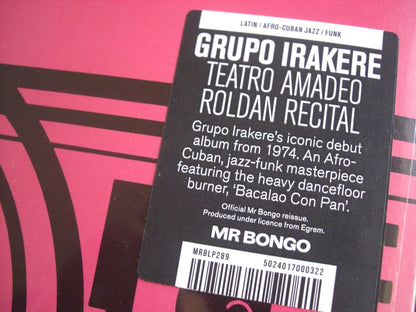 LATIN / AFRO-CUBAN JAZZ / FUNK
GRUPO IRAKERE
TEATRO AMADEO
ROLDAN RECITAL
Grupo Irakere's iconic debut
album from 1974. An Afro-
Cuban, jazz-funk masterpiece
featuring the heavy dancefloor
burner, 'Bacalao Con Pan'.
Official Mr Bongo reissue.
Produced under licence from Egrem.
MR BONGO
MRBLP289 5024017000322